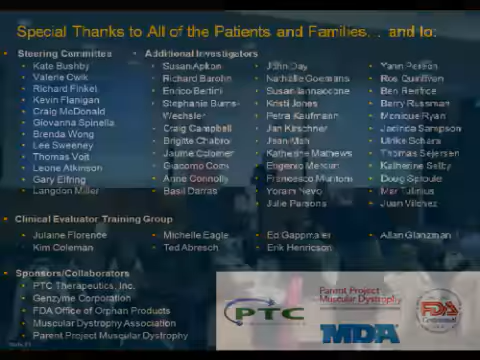 Special Thanks to All of the Patients and Families… and to:
Steering Committee
Kate Bushby
Valerie Cwik
Richard Finkel
Kevin Flanigan
Craig McDonald
Giovanna Spinella
Brenda Wong
Lee Sweeney
Thomas Voit
Leone Atkinson
Gary Elfring
Langdon Miller
Additional Investigators
Susan Apkon
Richard Barohn
Enrico Bertini
Stephanie Burns-
Wechsler
Craig Campbell
Brigitte Chabrol
Jaume Colomer
Giacomo Comi
Anne Connolly
Basil Darras
John Day
Nathalie Goemans
Susan Iannaccone
Kristi Jones
Petra Kaufmann
Jan Kirschner
Jean Mah
Katherine Mathews
Eugenio Mercuri
Francesco Muntoni
Yoram Nevo
Julie Parsons
Yann Pereon
Ros Quinlivan
Ben Renfrce
Barry Russman
Monique Ryan
Jacinda Sampson
Ulrike Schara
Thomas Sejersen
Katherine Selby
Doug Sproule
Mar Tulinius
Juan Vilchez
Clinical Evaluator Training Group
Julaine Florence
Kim Coleman
Michelle Eagle
Ted Abresch
Ed Gappmaier
Erik Henricson
Allan Glanzman
Sponsors/Collaborators
PTC Therapeutics, Inc.
Genzyme Corporation
FDA Office of Orphan Products
Muscular Dystrophy Association
Parent Project Muscular Dystrophy
PTC
Parent Project
Muscular Dystrophy
MDA
FDA
Centennial